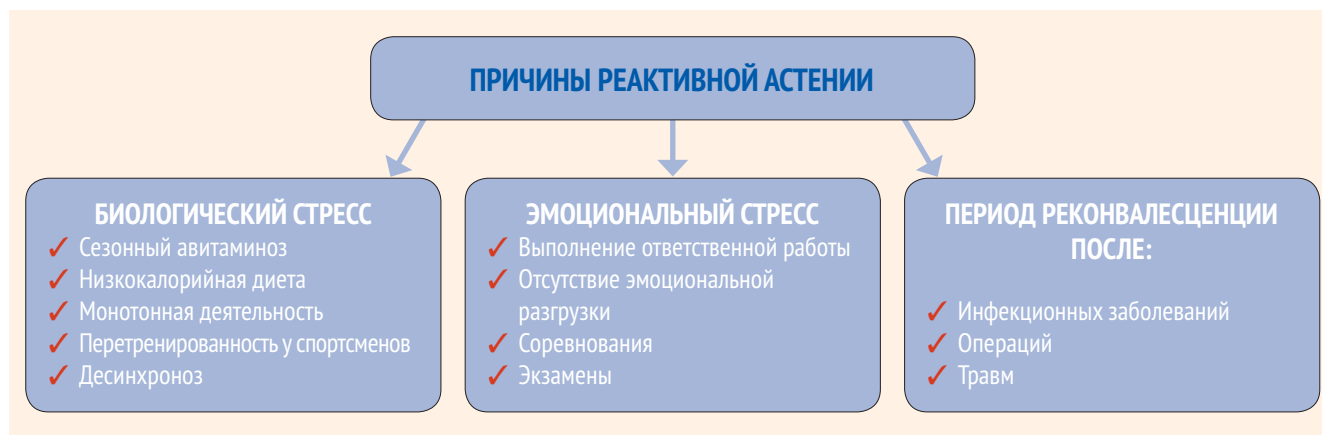 ПРИЧИНЫ РЕАКТИВНОЙ АСТЕНИИ
БИОЛОГИЧЕСКИЙ СТРЕСС
✓ Сезонный авитаминоз
✓ Низкокалорийная диета
✓ Монотонная деятельность
✓ Перетренированность у спортсменов
✓ Десинхроноз
ЭМОЦИОНАЛЬНЫЙ СТРЕСС
✓ Выполнение ответственной работы
✓ Отсутствие эмоциональной
разгрузки
✓ Соревнования
✓ Экзамены
ПЕРИОД РЕКОНВАЛЕСЦЕНЦИИ
ПОСЛЕ:
✓ Инфекционных заболеваний
✓ Операций
✓ Травм